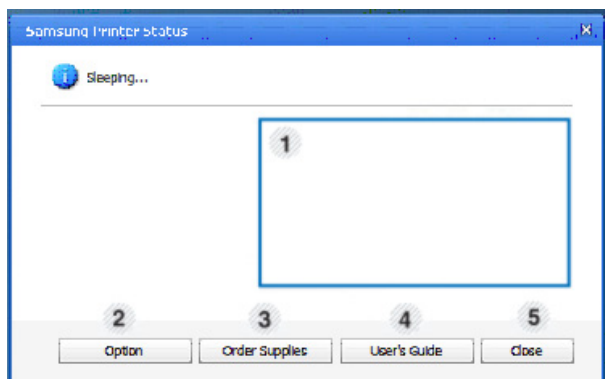 Samsung Printer Status
Sleeping...
1
2 3 4 5
Option Order Supplies User's Guide Close